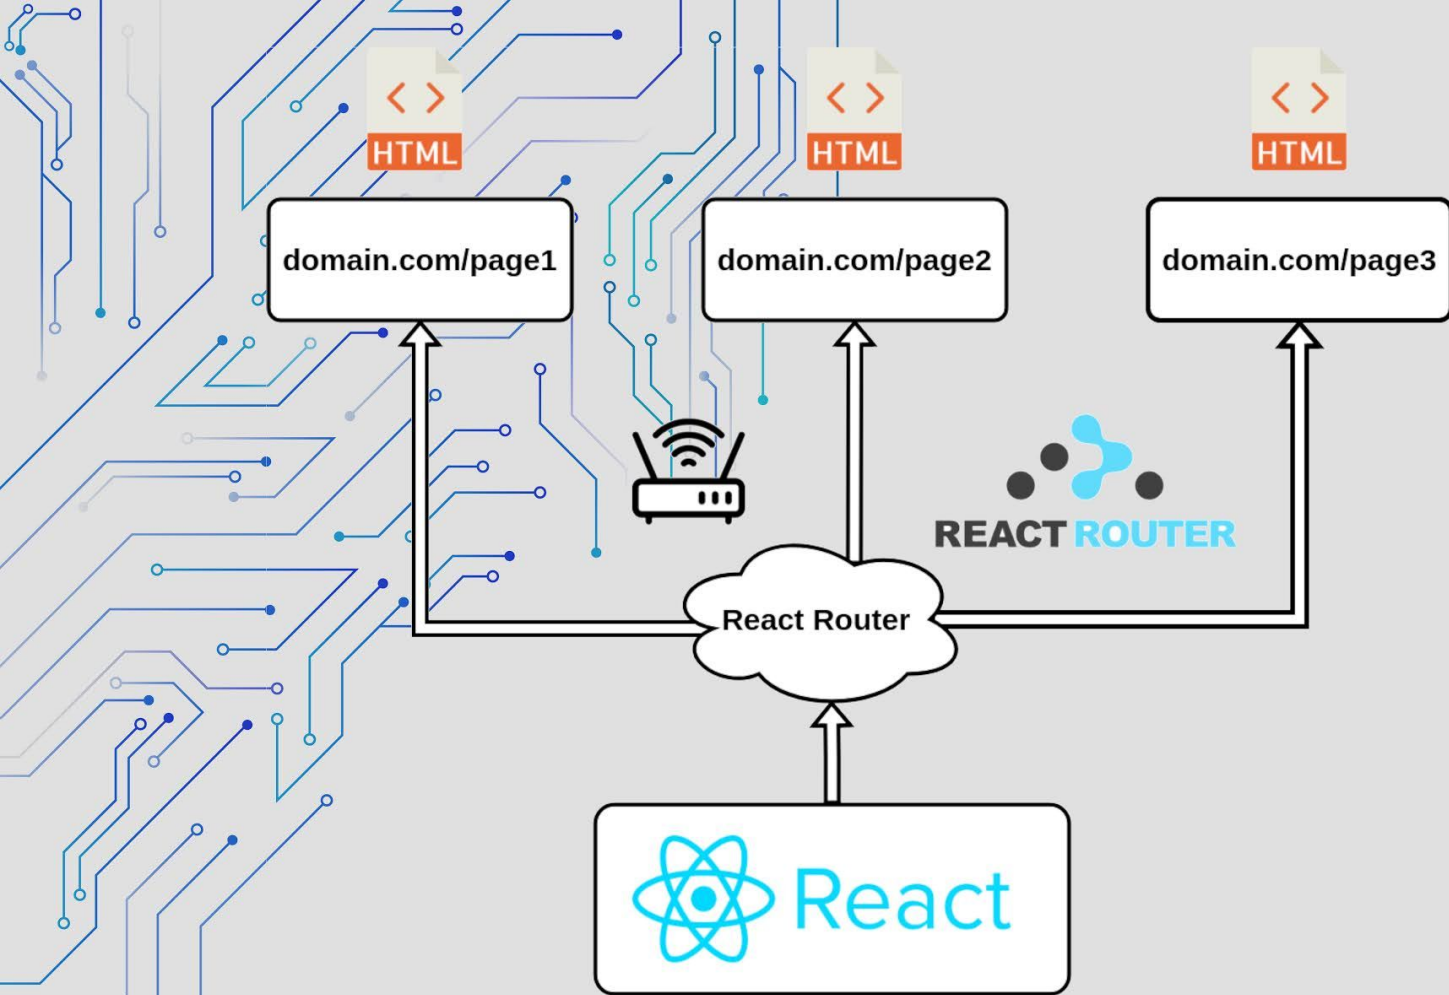 HTML
HTML
HTML
domain.com/page1
domain.com/page2
domain.com/page3
REACT ROUTER
React Router
React